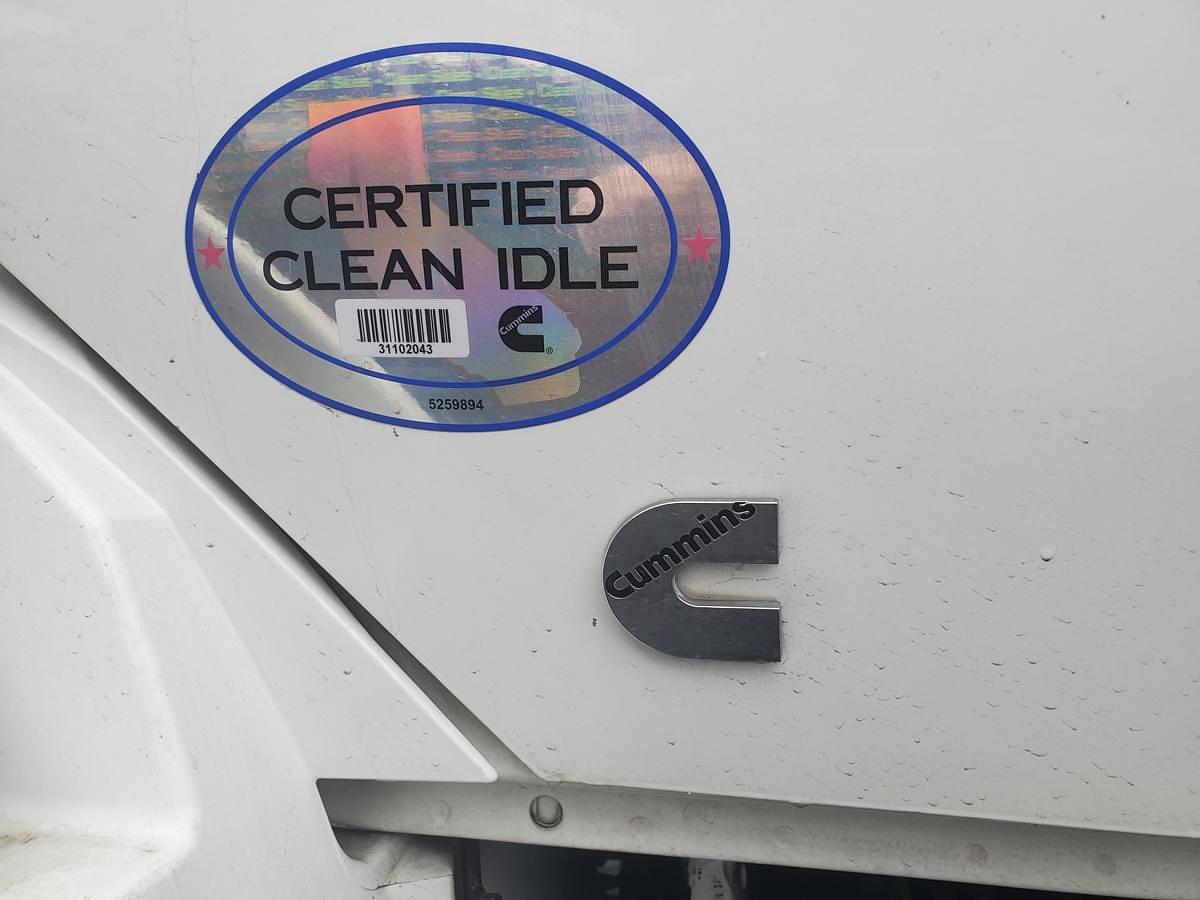 CERTIFIED
CLEAN IDLE
31102043
Cummins
®
5259894
Cummins